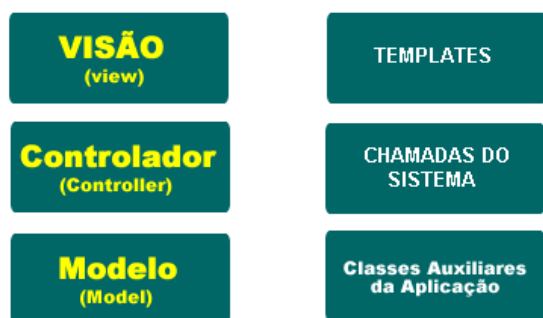 VISÃO
(view)
TEMPLATES
Controlador
(Controller)
CHAMADAS DO
SISTEMA
Modelo
(Model)
Classes Auxiliares
da Aplicação